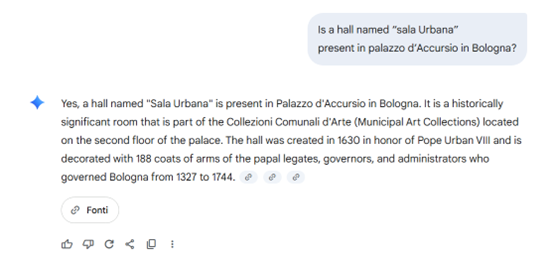 Is a hall named “sala Urbana”
present in palazzo d’Accursio in Bologna?
Yes, a hall named "Sala Urbana" is present in Palazzo d'Accursio in Bologna. It is a historically
significant room that is part of the Collezioni Comunali d'Arte (Municipal Art Collections) located
on the second floor of the palace. The hall was created in 1630 in honor of Pope Urban VIII and is
decorated with 188 coats of arms of the papal legates, governors, and administrators who
governed Bologna from 1327 to 1744.
Fonti